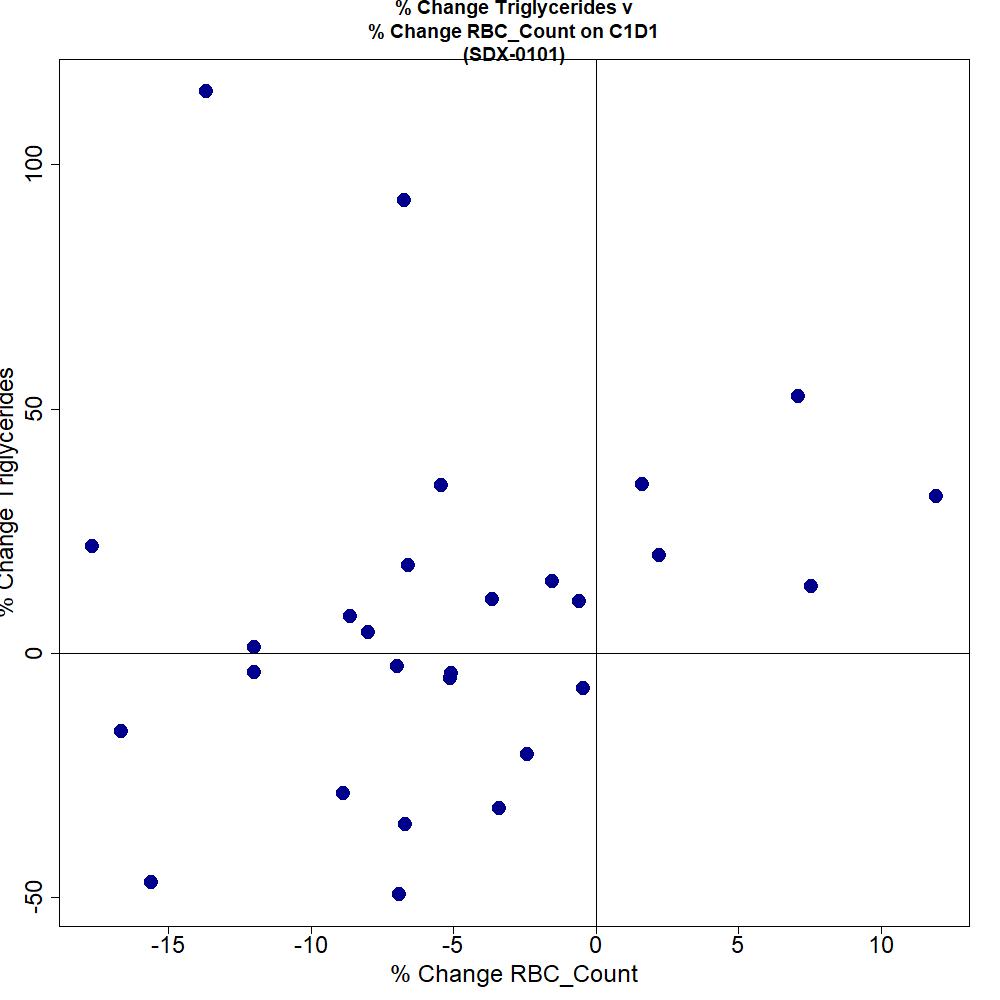 % Change Triglycerides v
% Change RBC_Count on C1D1
(SDX-0101)
% Change Triglycerides
100
50
0
-50
-15
-10
-5
0
5
10
% Change RBC_Count